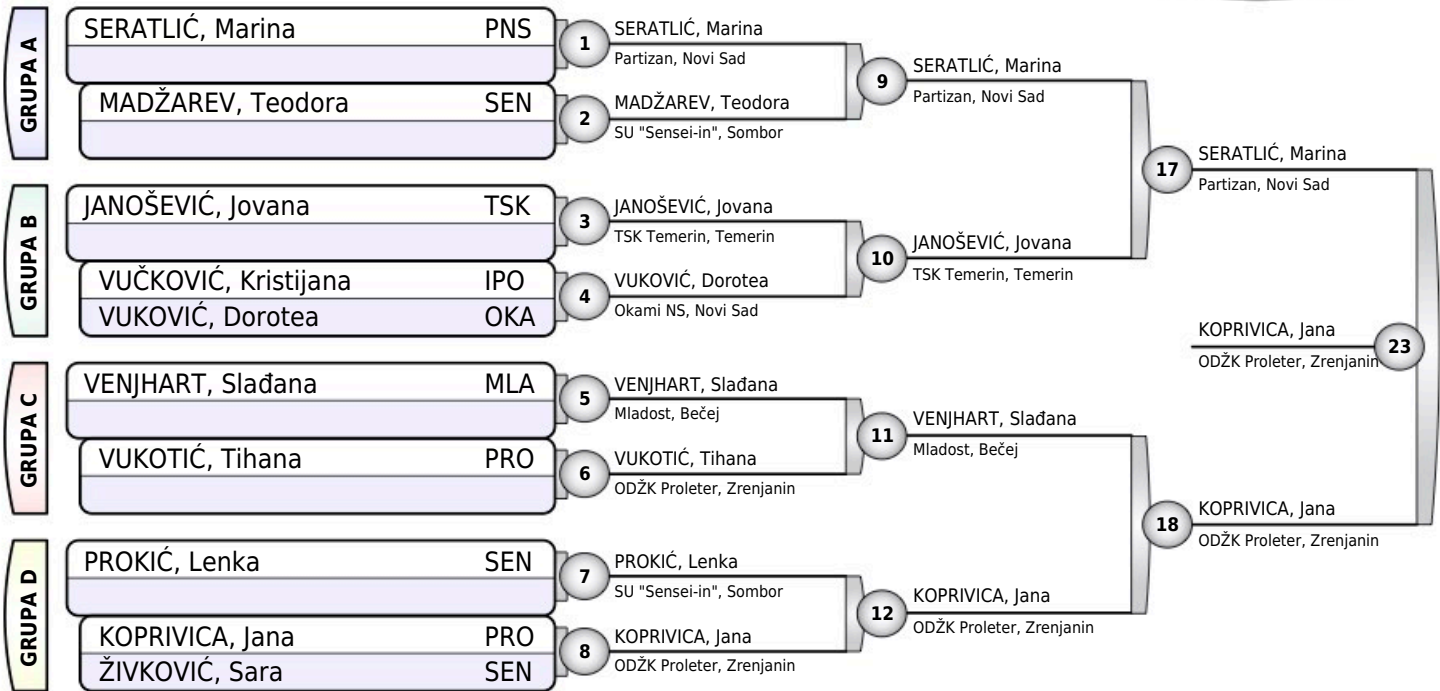 GRUPA A
SERATLIĆ, Marina PNS
MADŽAREV, Teodora SEN
GRUPA B
JANOŠEVIĆ, Jovana TSK
VUČKOVIĆ, Kristijana IPO
VUKOVIĆ, Dorotea OKA
GRUPA C
VENJHART, Slađana MLA
VUKOTIĆ, Tihana PRO
GRUPA D
PROKIĆ, Lenka SEN
KOPRIVICA, Jana PRO
ŽIVKOVIĆ, Sara SEN
1
SERATLIĆ, Marina
Partizan, Novi Sad
2
MADŽAREV, Teodora
SU "Sensei-in", Sombor
3
JANOŠEVIĆ, Jovana
TSK Temerin, Temerin
4
VUKOVIĆ, Dorotea
Okami NS, Novi Sad
5
VENJHART, Slađana
Mladost, Bečej
6
VUKOTIĆ, Tihana
ODŽK Proleter, Zrenjanin
7
PROKIĆ, Lenka
SU "Sensei-in", Sombor
8
KOPRIVICA, Jana
ODŽK Proleter, Zrenjanin
9
SERATLIĆ, Marina
Partizan, Novi Sad
10
JANOŠEVIĆ, Jovana
TSK Temerin, Temerin
11
VENJHART, Slađana
Mladost, Bečej
12
KOPRIVICA, Jana
ODŽK Proleter, Zrenjanin
17
SERATLIĆ, Marina
Partizan, Novi Sad
18
KOPRIVICA, Jana
ODŽK Proleter, Zrenjanin
KOPRIVICA, Jana
ODŽK Proleter, Zrenjanin
23